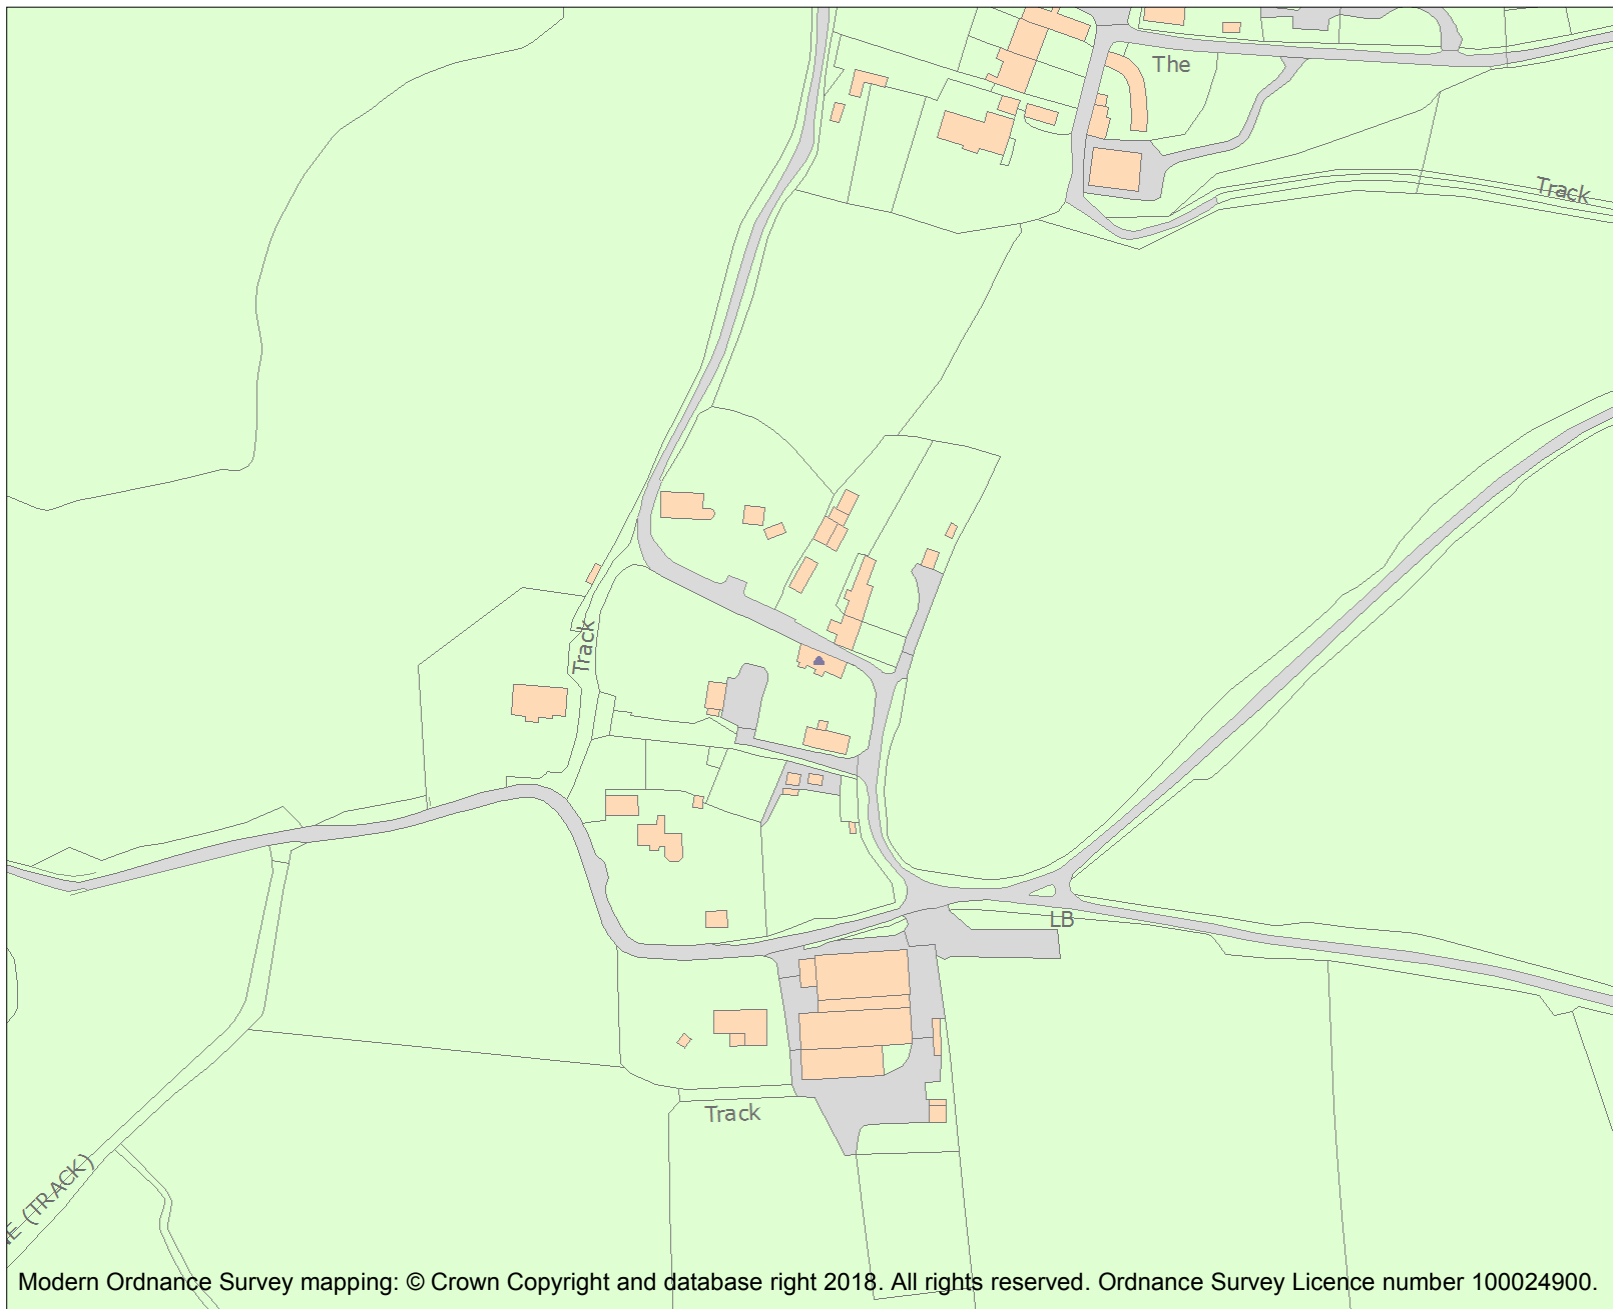 The
Track
Track
LB
Track
(TRACK)
Modern Ordnance Survey mapping: © Crown Copyright and database right 2018. All rights reserved. Ordnance Survey Licence number 100024900.